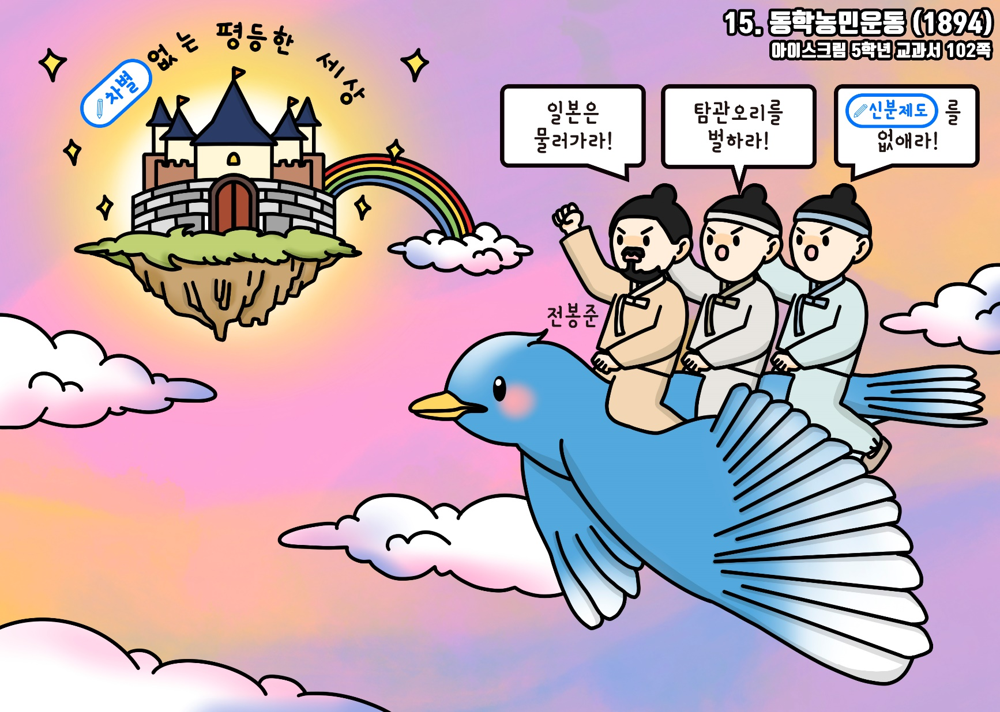 15. 동학농민운동 (1894)
아이스크림 5학년 교과서 102쪽
차별 없는 평등한 세상
일본은
물러가라!
탐관오리를
벌하라!
신분제도 를
없애라!
전봉준